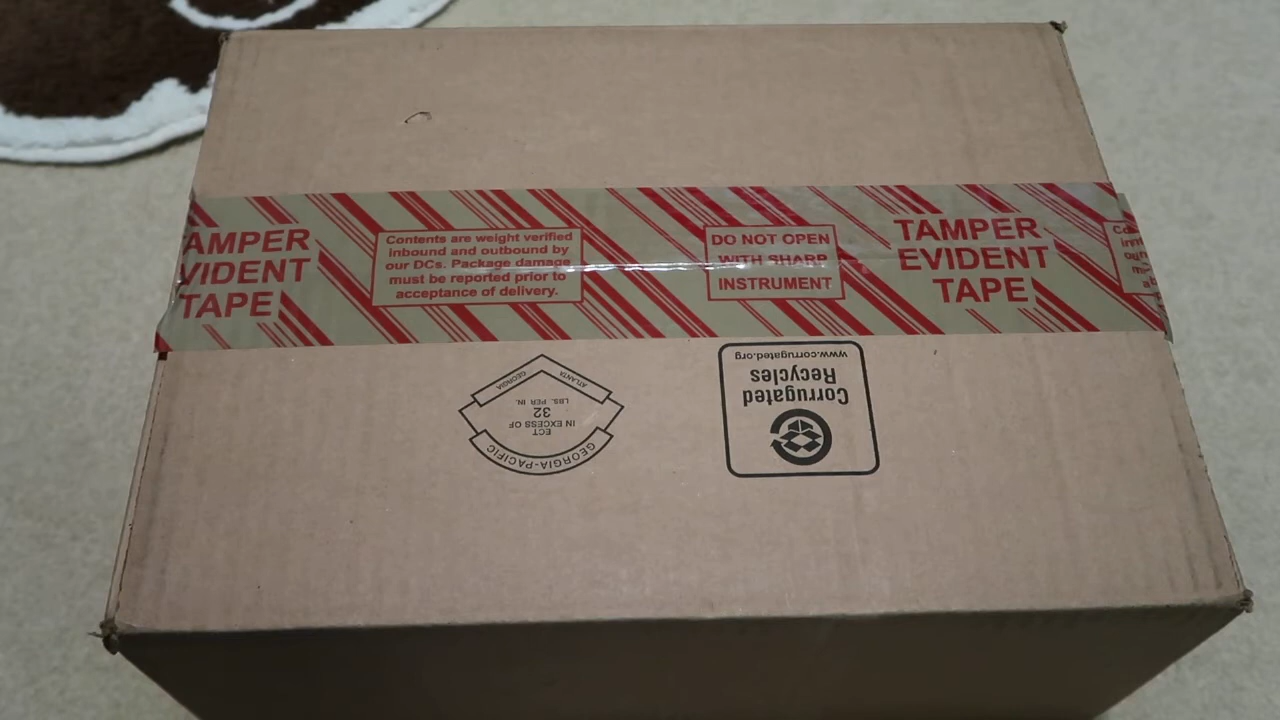 AMPER
VIDENT
TAPE
Contents are weight verified
inbound and outbound by
our DCs. Package damage
must be reported prior to
acceptance of delivery.
DO NOT OPEN
WITH SHARP
INSTRUMENT
TAMPER
EVIDENT
TAPE
GEORGIA-PACIFIC
ECT
IN EXCESS OF
32
LBS. PER IN.
ATLANTA GEORGIA
Corrugated
Recycles
www.corrugated.org